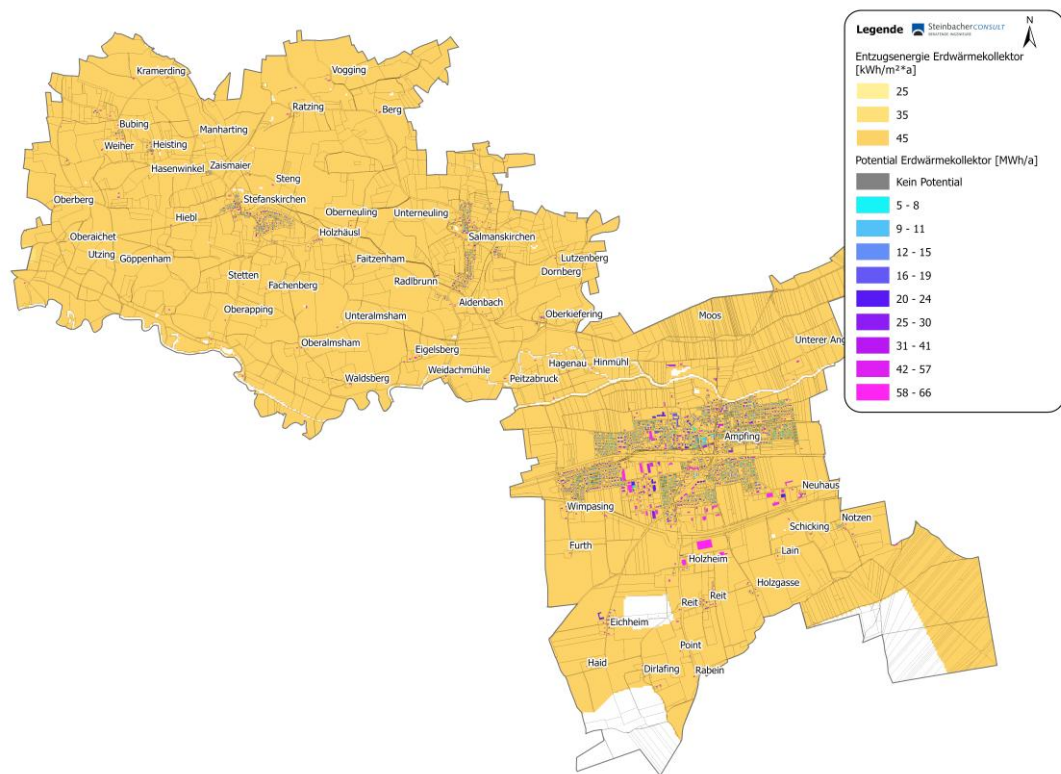 Legende
SteinbacherCONSULT
BERATENDE INGENIEURE
N
Entzugsenergie Erdwärmekollektor
[kWh/m²*a]
25
35
45
Potential Erdwärmekollektor [MWh/a]
Kein Potential
5 - 8
9 - 11
12 - 15
16 - 19
20 - 24
25 - 30
31 - 41
42 - 57
58 - 66
Kramerding
Vogging
Ratzing
Berg
Bubing
Manharting
Weiher
Heisting
Hasenwinkel
Zaismaier
Steng
Oberberg
Stefanskirchen
Hiebl
Oberneuling
Unterneuling
Oberaichet
Holzhäusl
Salmanskirchen
Utzing
Göppenham
Faitzenham
Lutzenberg
Stetten
Fachenberg
Radlbrunn
Dornberg
Oberapping
Unteralmsham
Aidenbach
Oberkiefering
Moos
Oberalmsham
Eigelsberg
Unterer Ang
Waldsberg
Weidachmühle
Hagenau
Hinmühl
Peitzabruck
Ampfing
Neuhaus
Wimpasing
Schicking
Notzen
Furth
Holzheim
Lain
Holzgasse
Reit
Reit
Eichheim
Point
Haid
Dirlafing
Rabein